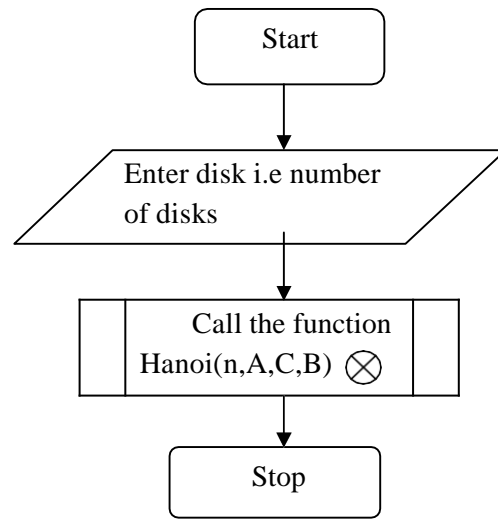 Start
Enter disk i.e number
of disks
Call the function
Hanoi(n,A,C,B)
Stop